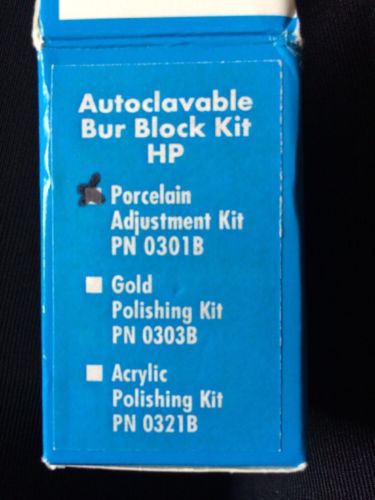 Autoclavable
Bur Block Kit
HP
Porcelain
Adjustment Kit
PN 0301B
Gold
Polishing Kit
PN 0303B
Acrylic
Polishing Kit
PN 0321B